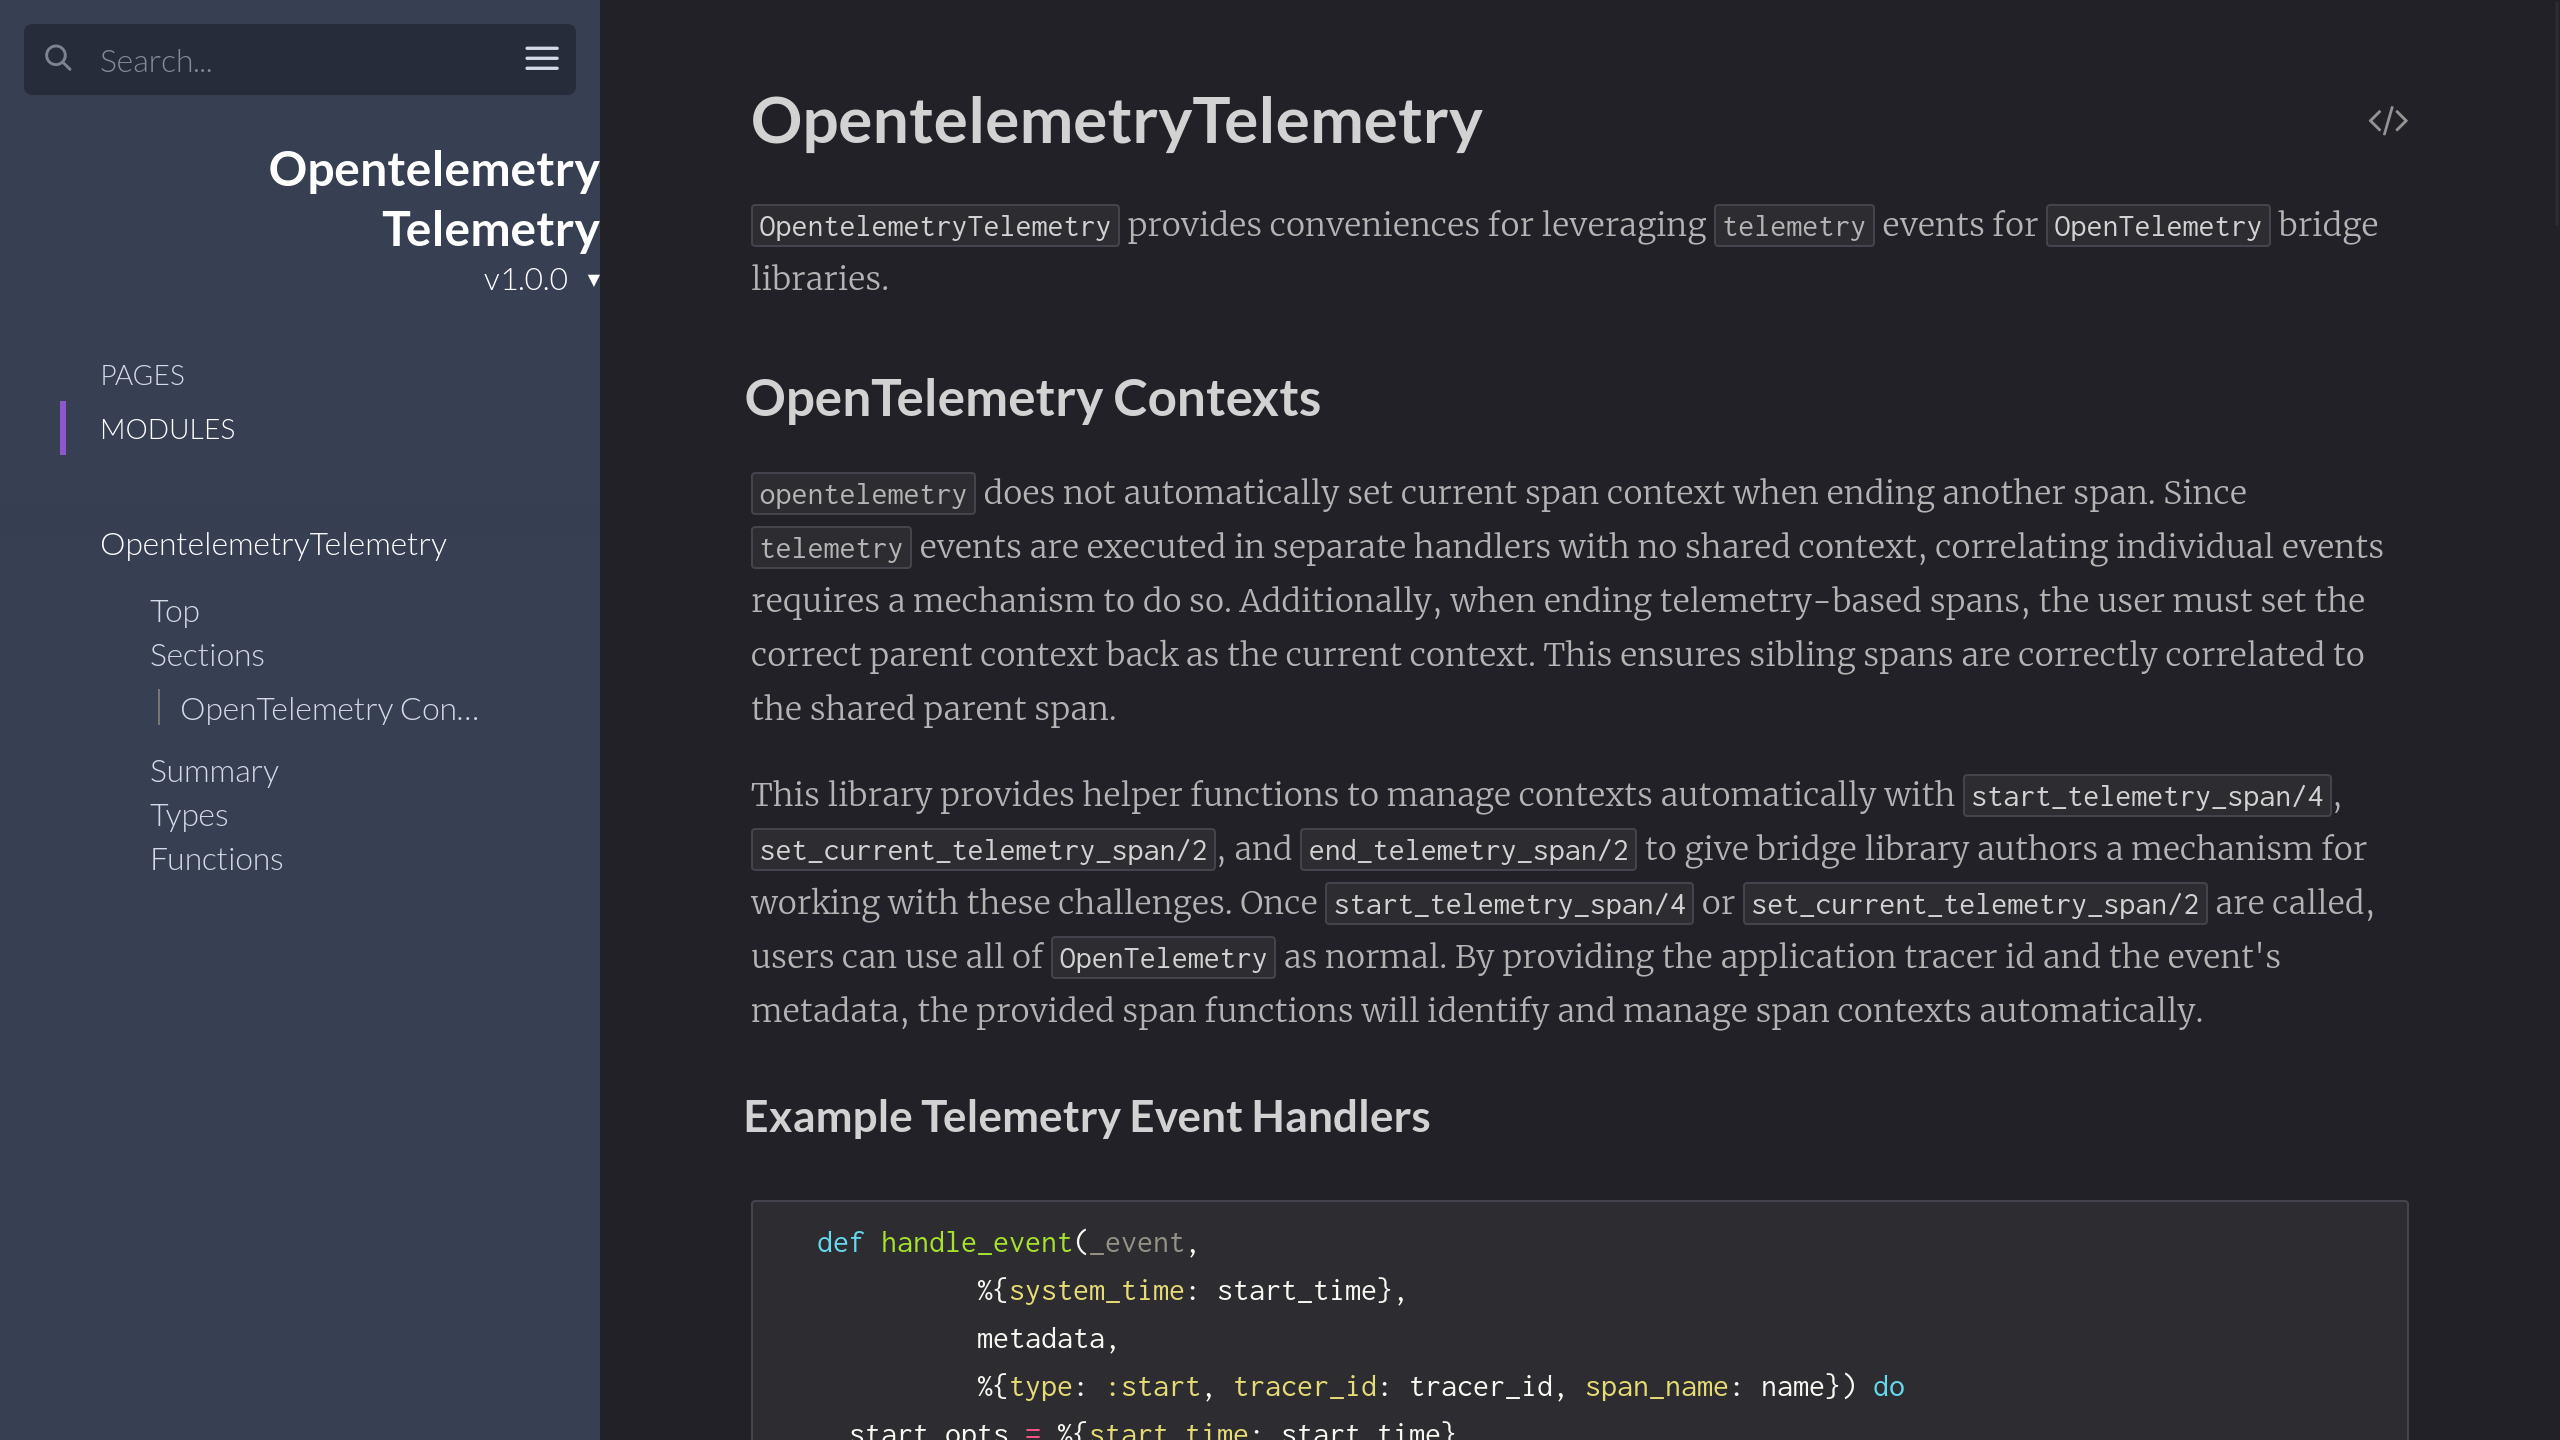 Search...
Opentelemetry
Telemetry
v1.0.0
PAGES
MODULES
OpentelemetryTelemetry
Top
Sections
OpenTelemetry Con...
Summary
Types
Functions
OpentelemetryTelemetry
OpentelemetryTelemetry provides conveniences for leveraging telemetry events for OpenTelemetry bridge
libraries.
OpenTelemetry Contexts
opentelemetry does not automatically set current span context when ending another span. Since
telemetry events are executed in separate handlers with no shared context, correlating individual events
requires a mechanism to do so. Additionally, when ending telemetry-based spans, the user must set the
correct parent context back as the current context. This ensures sibling spans are correctly correlated to
the shared parent span.
This library provides helper functions to manage contexts automatically with start_telemetry_span/4,
set_current_telemetry_span/2, and end_telemetry_span/2 to give bridge library authors a mechanism for
working with these challenges. Once start_telemetry_span/4 or set_current_telemetry_span/2 are called,
users can use all of OpenTelemetry as normal. By providing the application tracer id and the event's
metadata, the provided span functions will identify and manage span contexts automatically.
Example Telemetry Event Handlers
def handle_event(_event,
%{system_time: start_time},
metadata,
%{type: :start, tracer_id: tracer_id, span_name: name}) do
start_opts = %{start_time: start_time}